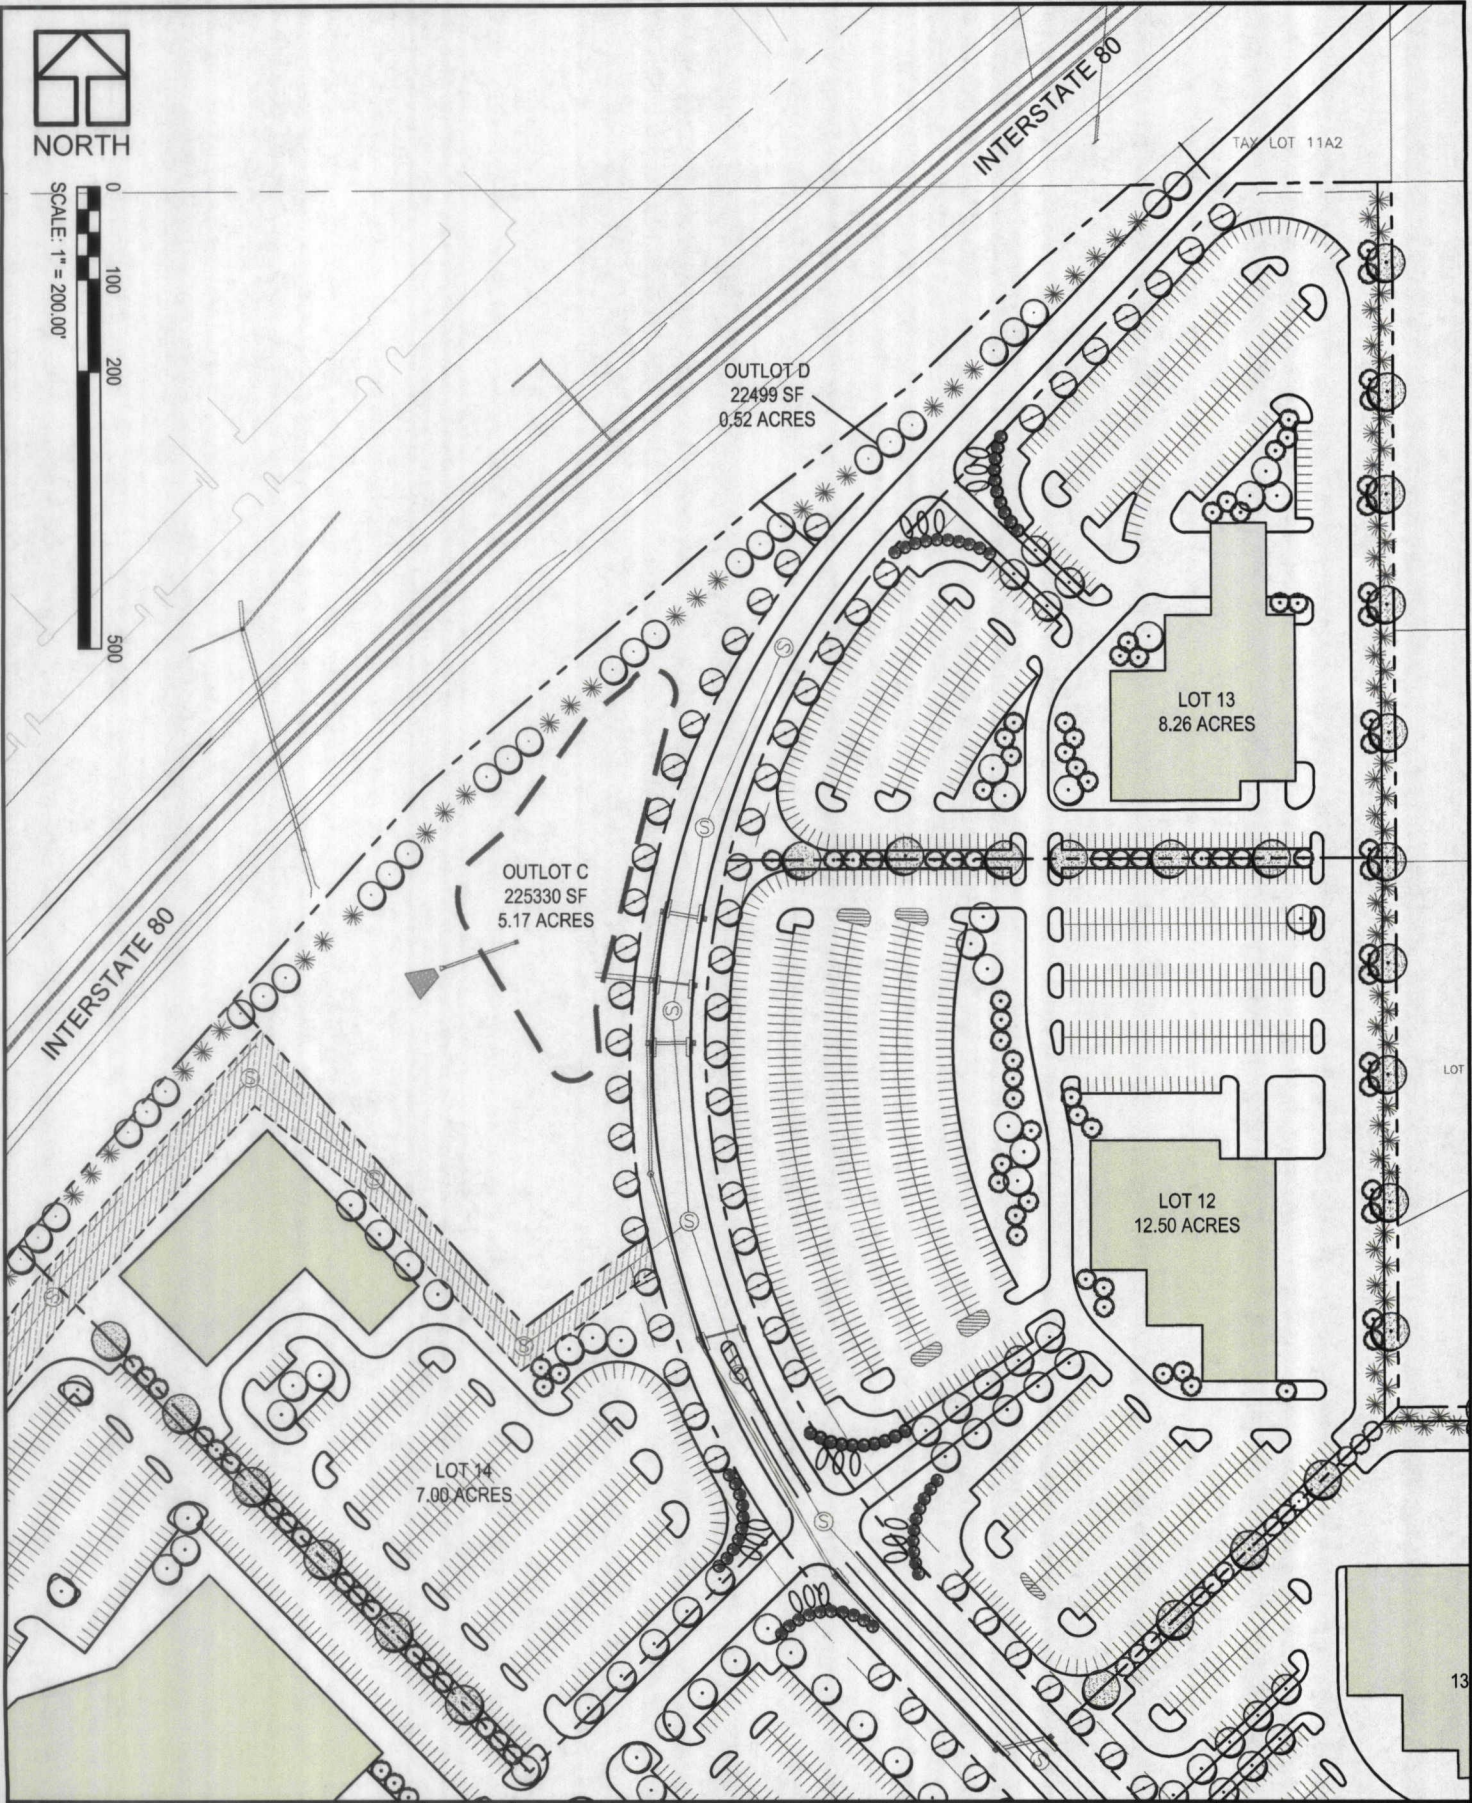 NORTH
0
100
200
500
SCALE: 1" = 200.00'
INTERSTATE 80
TAX LOT 11A2
OUTLOT D
22499 SF
0.52 ACRES
LOT 13
8.26 ACRES
OUTLOT C
225330 SF
5.17 ACRES
INTERSTATE 80
LOT
LOT 12
12.50 ACRES
LOT 14
7.00 ACRES
13
S
S
S
S
S
S
S
S
S
S